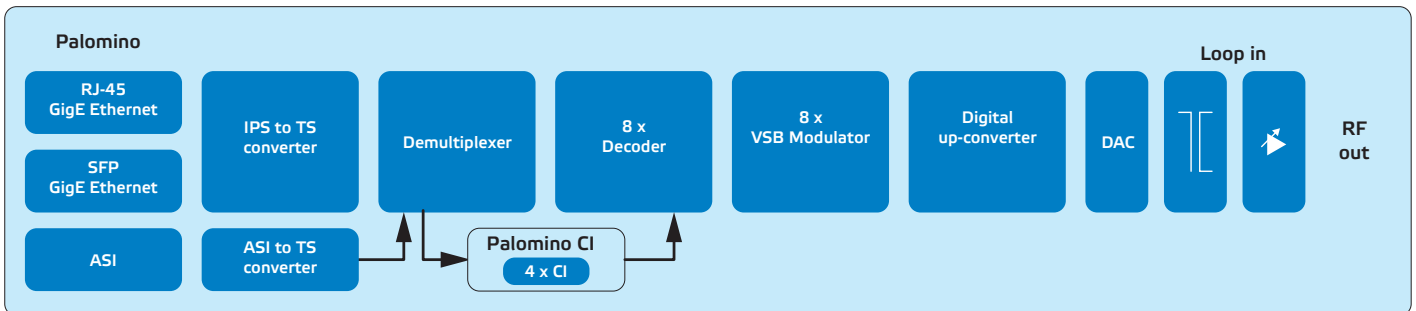 Palomino
Loop in
RJ-45
GigE Ethernet
SFP
GigE Ethernet
ASI
IPS to TS
converter
ASI to TS
converter
Demultiplexer
Palomino CI
4 x CI
8 x
Decoder
8 x
VSB Modulator
Digital
up-converter
DAC
RF
out